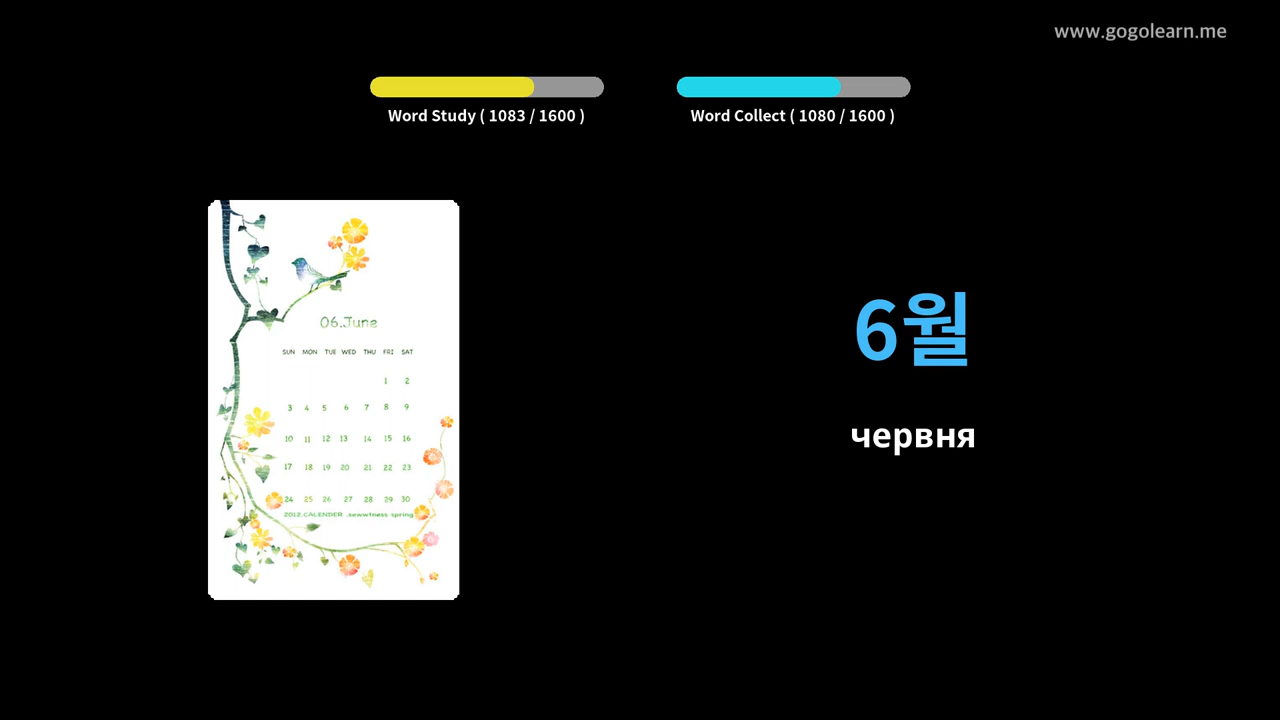 www.gogolearn.me
Word Study ( 1083 / 1600 )
Word Collect ( 1080 / 1600 )
06.June
SUN MON TUE WED THU FRI SAT
1 2
3 4 5 6 7 8 9
10 11 12 13 14 15 16
17 18 19 20 21 22 23
24 25 26 27 28 29 30
2012.CALENDER .sewwtness spring
6월
червня